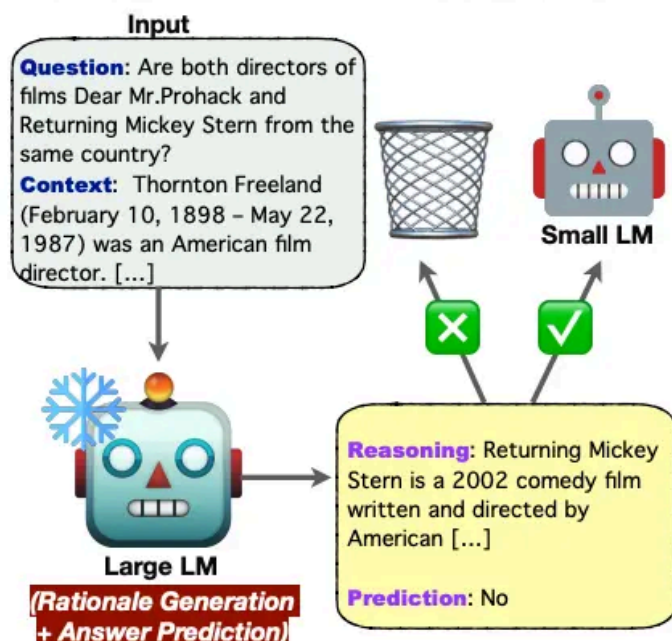 Input
Question: Are both directors of
films Dear Mr.Prohack and
Returning Mickey Stern from the
same country?
Context: Thornton Freeland
(February 10, 1898 – May 22,
1987) was an American film
director. [...]
Small LM
Reasoning: Returning Mickey
Stern is a 2002 comedy film
written and directed by
American [...]
Prediction: No
Large LM
(Rationale Generation
+ Answer Prediction)